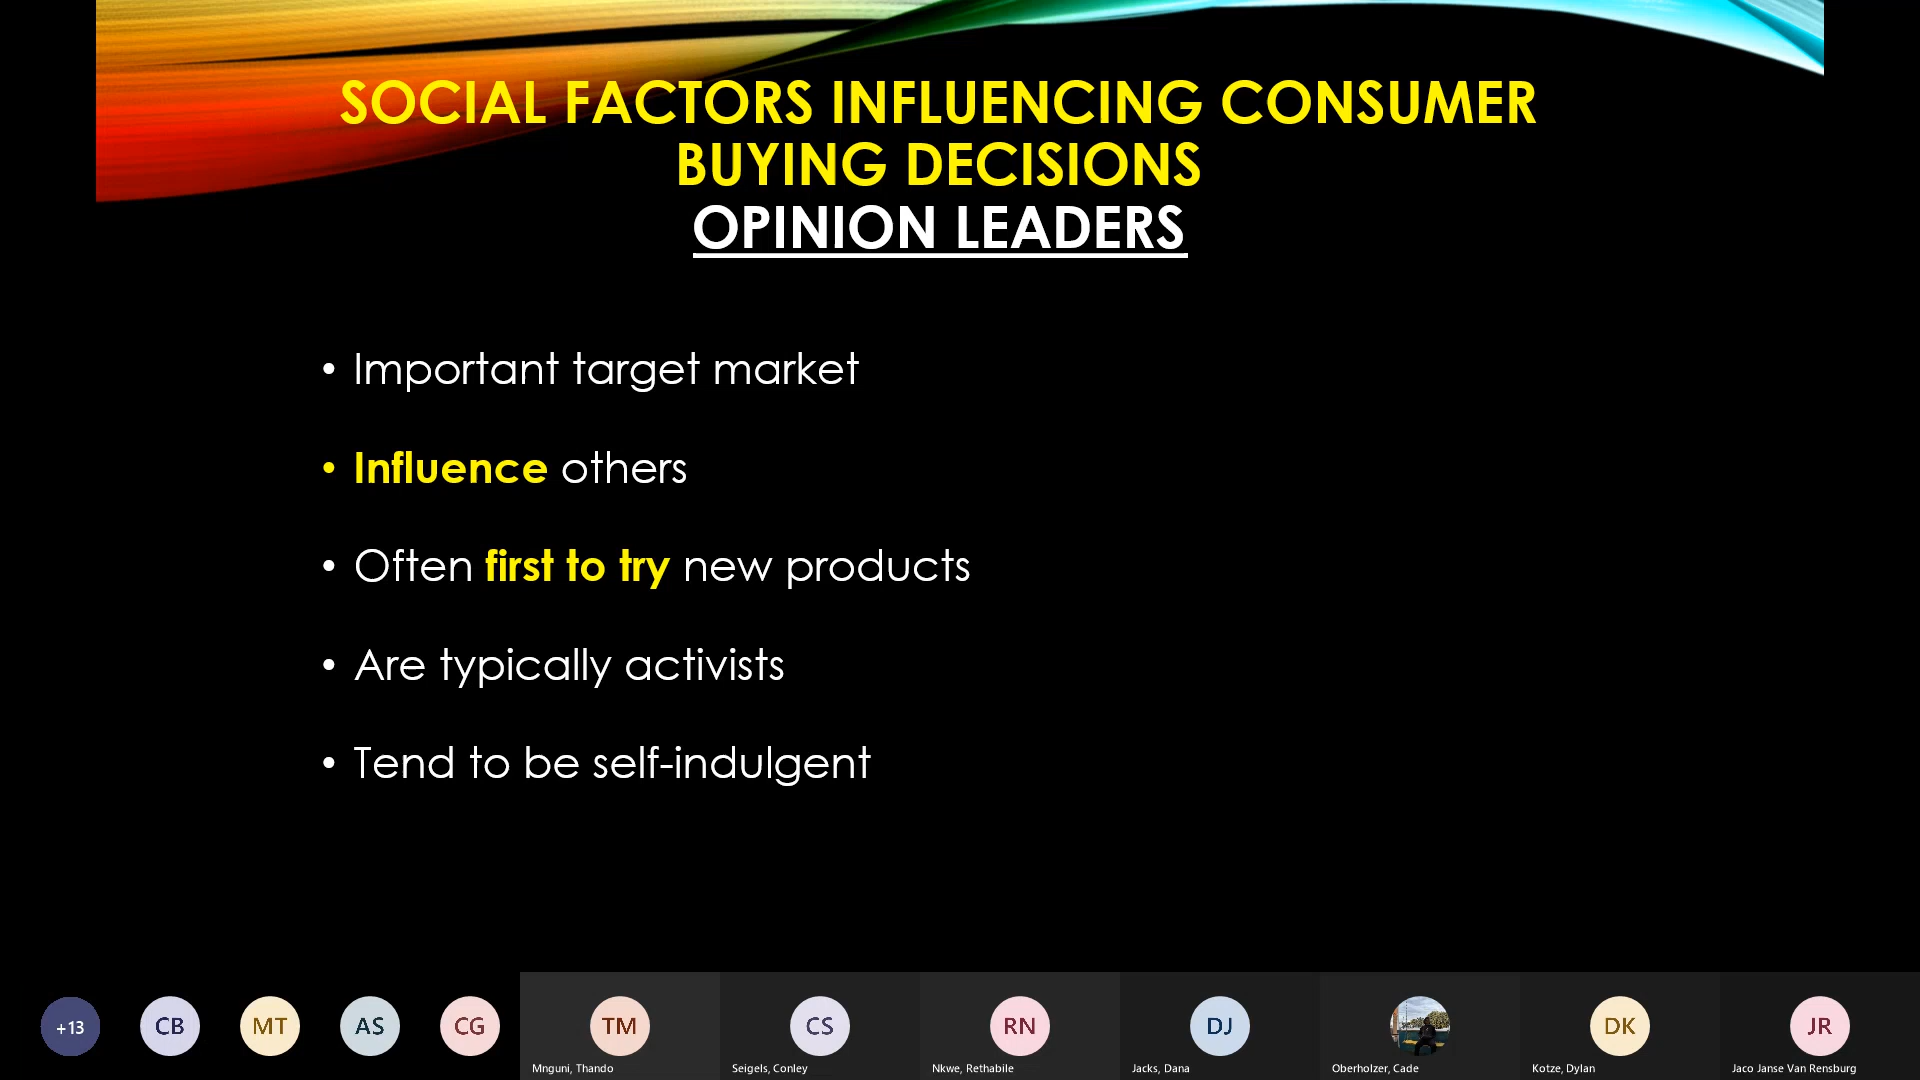 SOCIAL FACTORS INFLUENCING CONSUMER
BUYING DECISIONS
OPINION LEADERS
• Important target market
• Influence others
• Often first to try new products
• Are typically activists
• Tend to be self-indulgent
+13 CB MT AS CG TM CS RN DJ DK JR
Mnguni, Thando Seigels, Conley Nkwe, Rethabile Jacks, Dana Oberholzer, Cade Kotze, Dylan Jaco Janse Van Rensburg